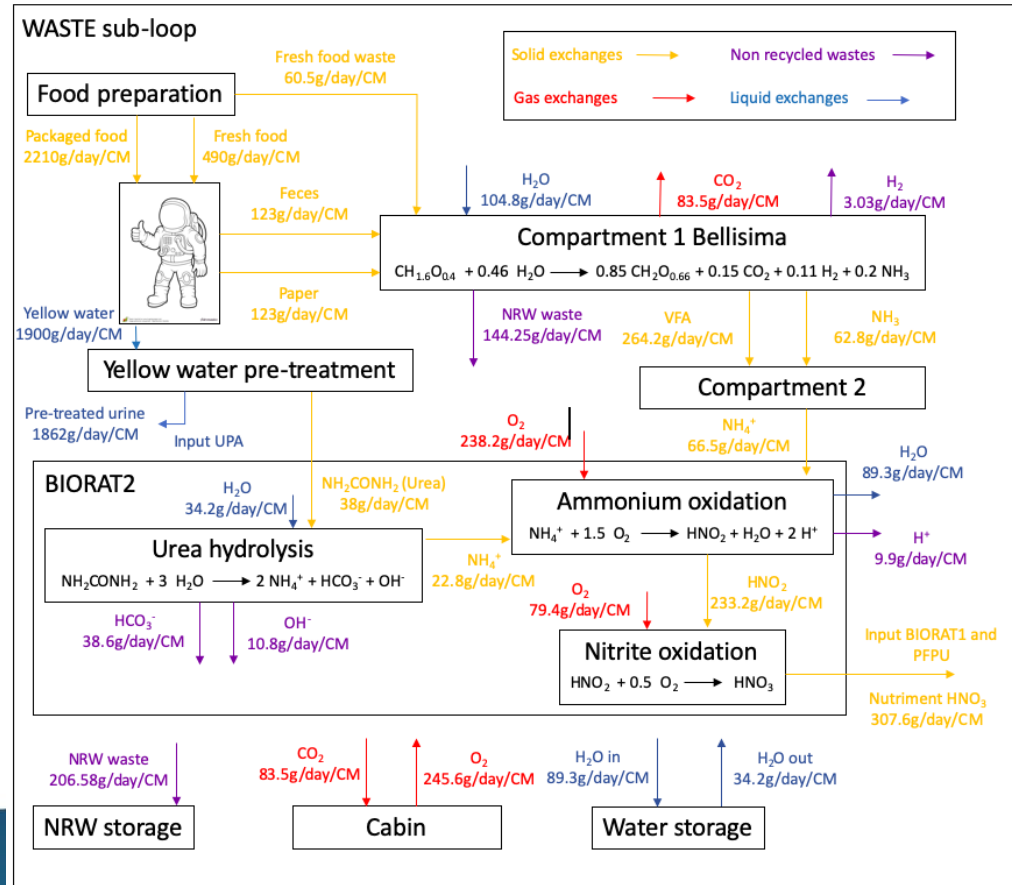 WASTE sub-loop
Solid exchanges
Non recycled wastes
Gas exchanges
Liquid exchanges
Fresh food waste
60.5g/day/CM
Food preparation
Packaged food
2210g/day/CM
Fresh food
490g/day/CM
Feces
123g/day/CM
Paper
123g/day/CM
H₂O
104.8g/day/CM
CO₂
83.5g/day/CM
H₂
3.03g/day/CM
Compartment 1 Bellisima
CH₁.₆O₀.₄ + 0.46 H₂O ⟶ 0.85 CH₂O₀.₆₆ + 0.15 CO₂ + 0.11 H₂ + 0.2 NH₃
Yellow water
1900g/day/CM
NRW waste
144.25g/day/CM
VFA
264.2g/day/CM
NH₃
62.8g/day/CM
Yellow water pre-treatment
Compartment 2
Pre-treated urine
1862g/day/CM
Input UPA
O₂
238.2g/day/CM
NH₄⁺
66.5g/day/CM
H₂O
89.3g/day/CM
BIORAT2
H₂O
34.2g/day/CM
NH₂CONH₂ (Urea)
38g/day/CM
Ammonium oxidation
NH₄⁺ + 1.5 O₂ ⟶ HNO₂ + H₂O + 2 H⁺
Urea hydrolysis
NH₂CONH₂ + 3 H₂O ⟶ 2 NH₄⁺ + HCO₃⁻ + OH⁻
NH₄⁺
22.8g/day/CM
H⁺
9.9g/day/CM
HCO₃⁻
38.6g/day/CM
OH⁻
10.8g/day/CM
O₂
79.4g/day/CM
HNO₂
233.2g/day/CM
Nitrite oxidation
HNO₂ + 0.5 O₂ ⟶ HNO₃
Input BIORAT1 and
PFPU
Nutriment HNO₃
307.6g/day/CM
NRW waste
206.58g/day/CM
CO₂
83.5g/day/CM
O₂
245.6g/day/CM
H₂O in
89.3g/day/CM
H₂O out
34.2g/day/CM
NRW storage
Cabin
Water storage